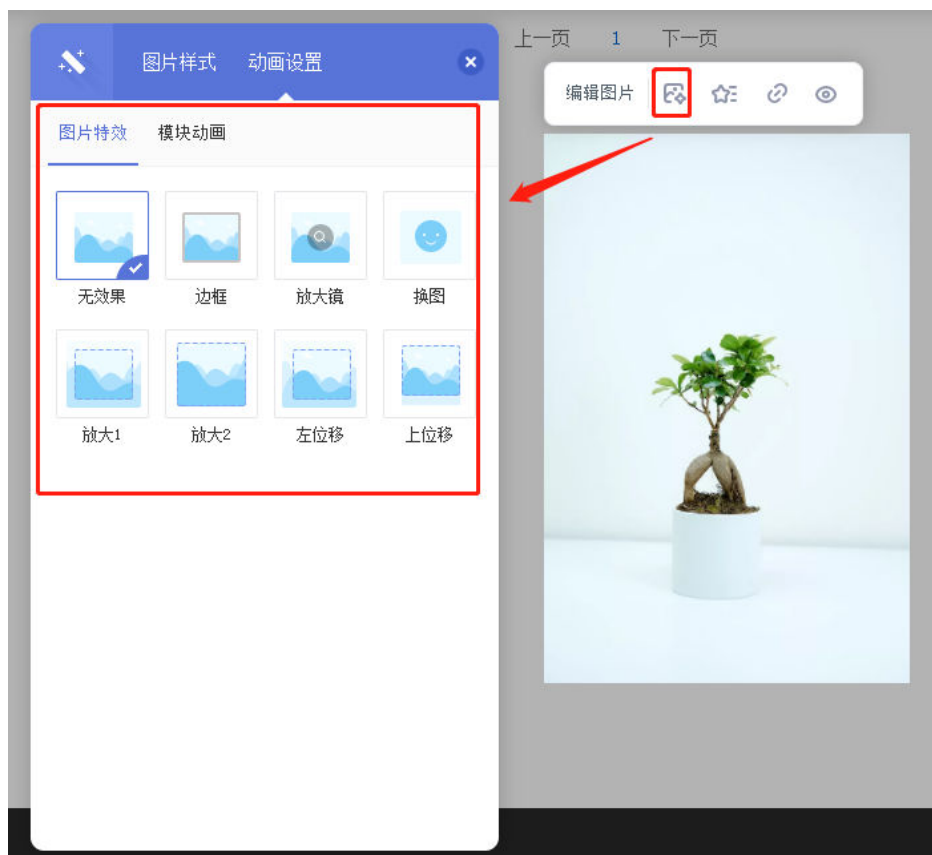 图片样式 动画设置
上一页 1 下一页
编辑图片
图片特效 模块动画
无效果 边框 放大镜 换图
放大1 放大2 左位移 上位移